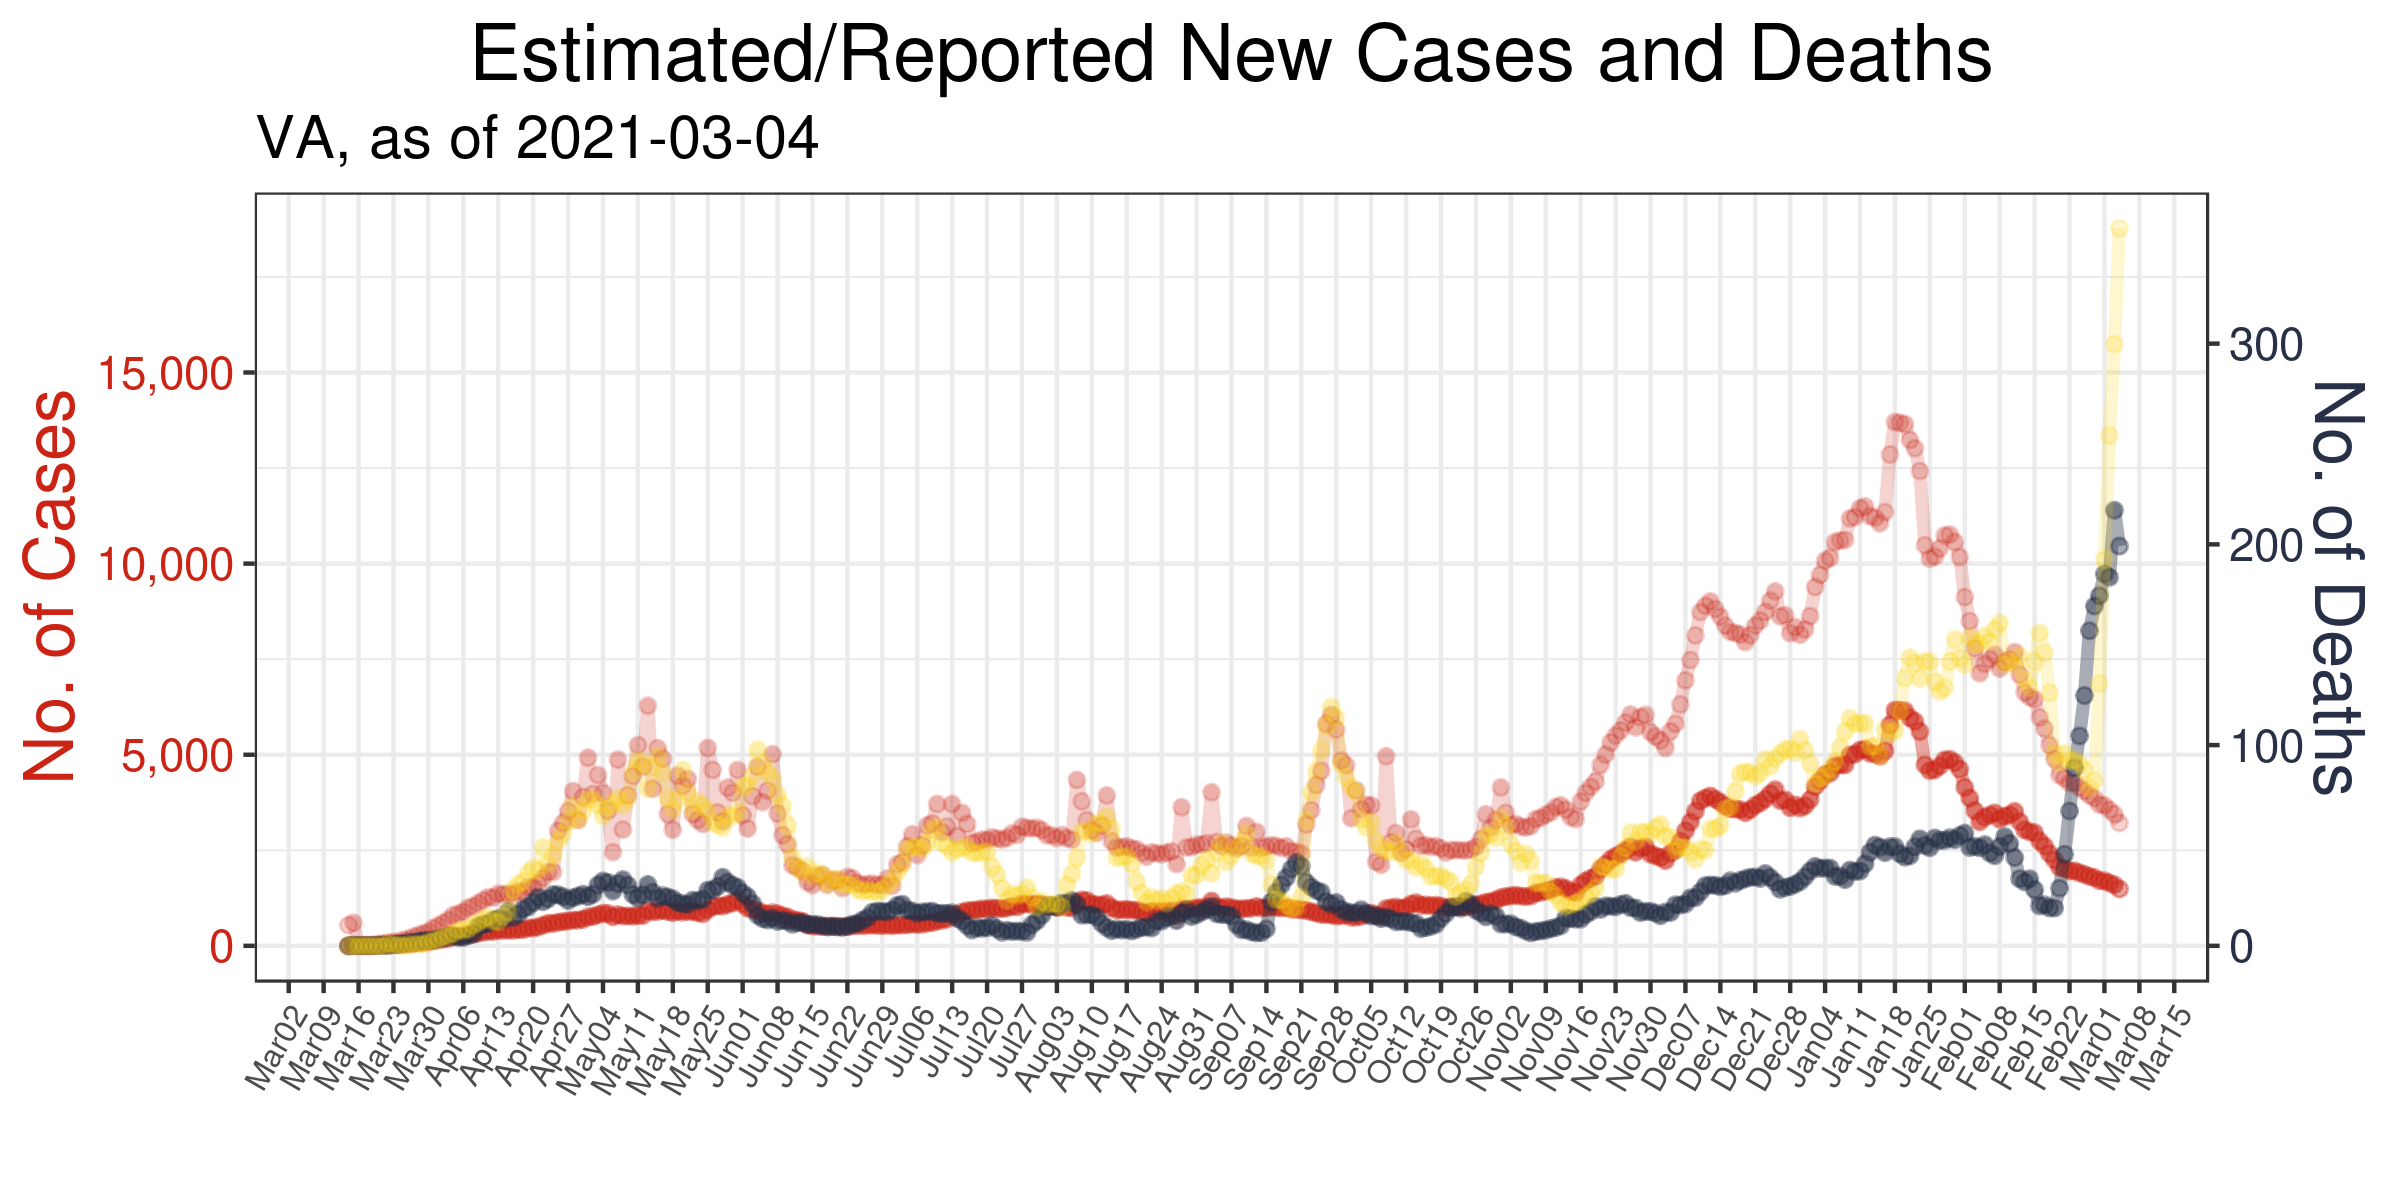 Estimated/Reported New Cases and Deaths
VA, as of 2021-03-04
No. of Cases
15,000
10,000
5,000
0
300
200
100
0
No. of Deaths
Mar02
Mar09
Mar16
Mar23
Mar30
Apr06
Apr13
Apr20
Apr27
May04
May11
May18
May25
Jun01
Jun08
Jun15
Jun22
Jun29
Jul06
Jul13
Jul20
Jul27
Aug03
Aug10
Aug17
Aug24
Aug31
Sep07
Sep14
Sep21
Sep28
Oct05
Oct12
Oct19
Oct26
Nov02
Nov09
Nov16
Nov23
Nov30
Dec07
Dec14
Dec21
Dec28
Jan04
Jan11
Jan18
Jan25
Feb01
Feb08
Feb15
Feb22
Mar01
Mar08
Mar15